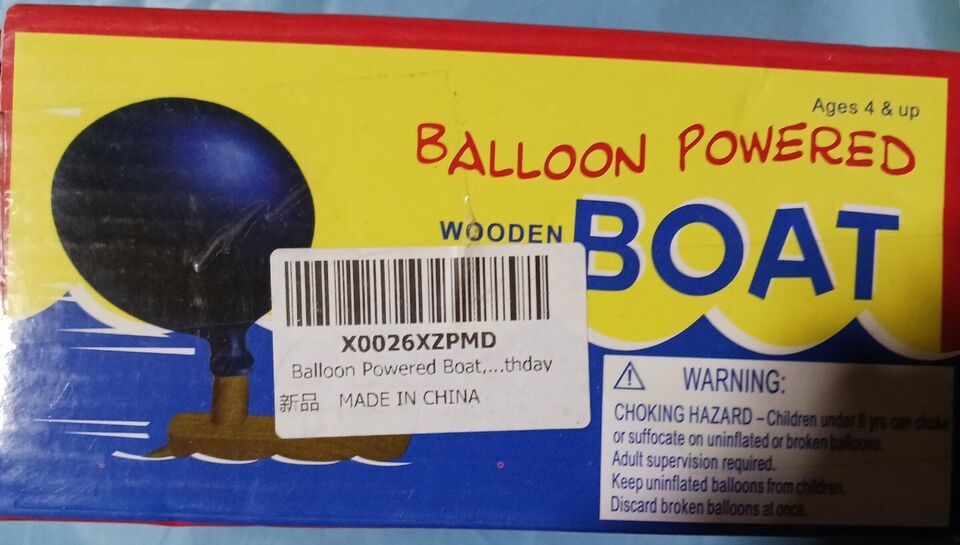 Ages 4 & up
BALLOON POWERED
WOODEN BOAT
X0026XZPMD
Balloon Powered Boat,...thday
新品 MADE IN CHINA
WARNING:
CHOKING HAZARD – Children under 8 yrs can choke
or suffocate on uninflated or broken balloons.
Adult supervision required.
Keep uninflated balloons from children.
Discard broken balloons at once.